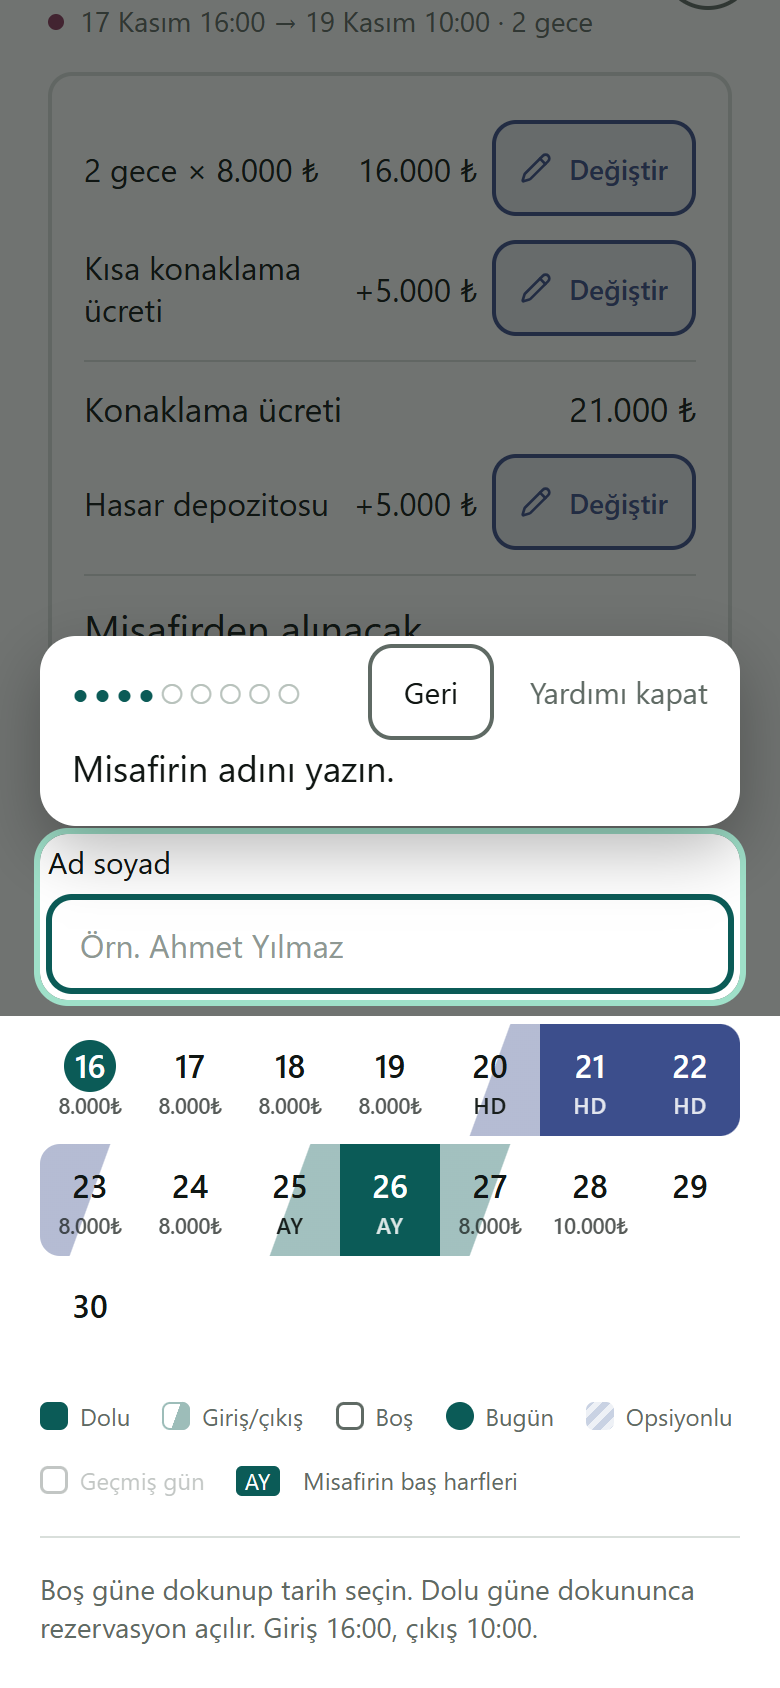 17 Kasım 16:00 → 19 Kasım 10:00 · 2 gece
2 gece × 8.000 ₺ 16.000 ₺ Değiştir
Kısa konaklama
ücreti
+5.000 ₺ Değiştir
Konaklama ücreti 21.000 ₺
Hasar depozitosu +5.000 ₺ Değiştir
Misafirden alınacak
Geri Yardımı kapat
Misafirin adını yazın.
Ad soyad
Örn. Ahmet Yılmaz
16 17 18 19 20 21 22
8.000₺ 8.000₺ 8.000₺ 8.000₺ HD HD HD
23 24 25 26 27 28 29
8.000₺ 8.000₺ AY AY 8.000₺ 10.000₺
30
Dolu Giriş/çıkış Boş Bugün Opsiyonlu
Geçmiş gün AY Misafirin baş harfleri
Boş güne dokunup tarih seçin. Dolu güne dokununca
rezervasyon açılır. Giriş 16:00, çıkış 10:00.